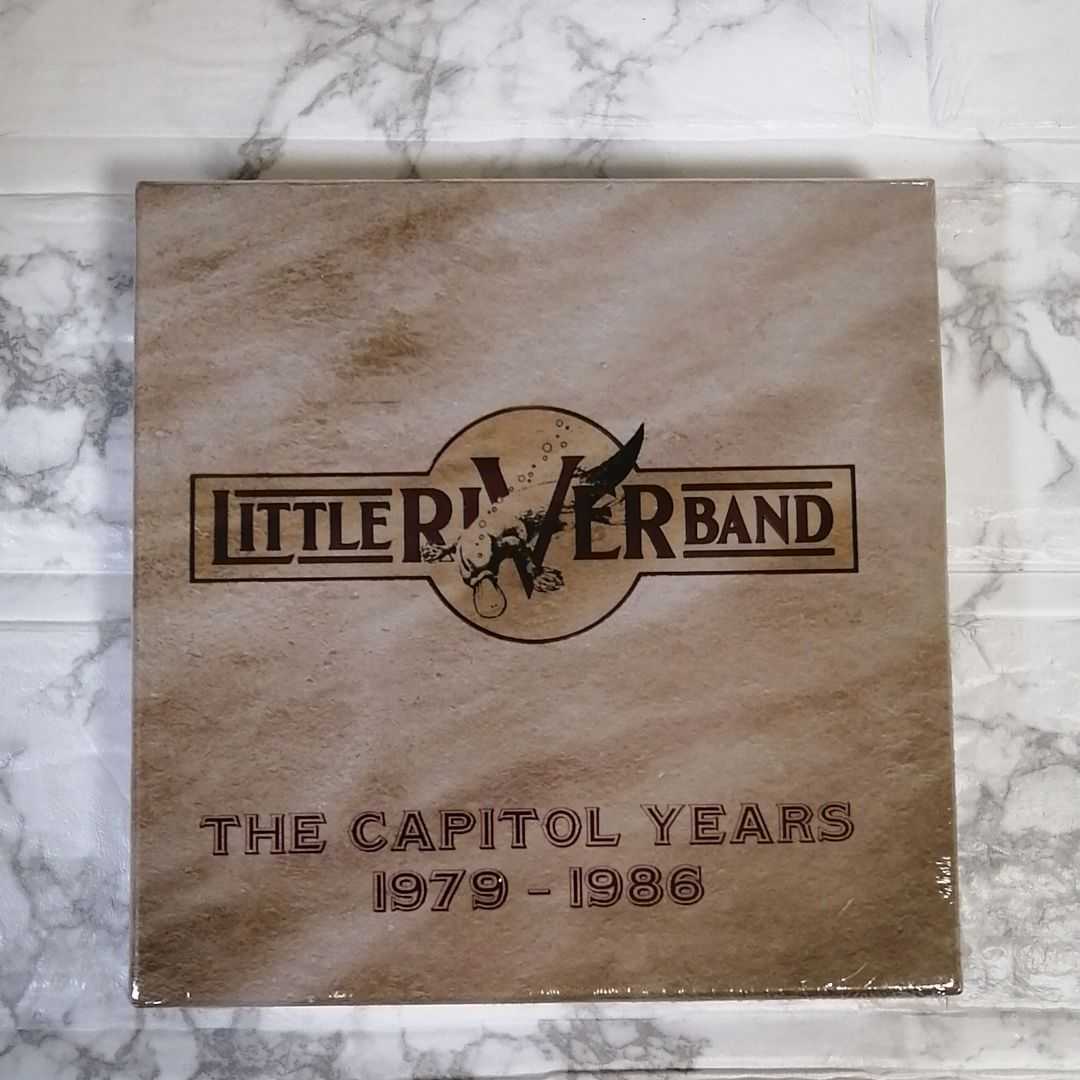 LITTLE RIVER BAND
THE CAPITOL YEARS
1979 - 1986